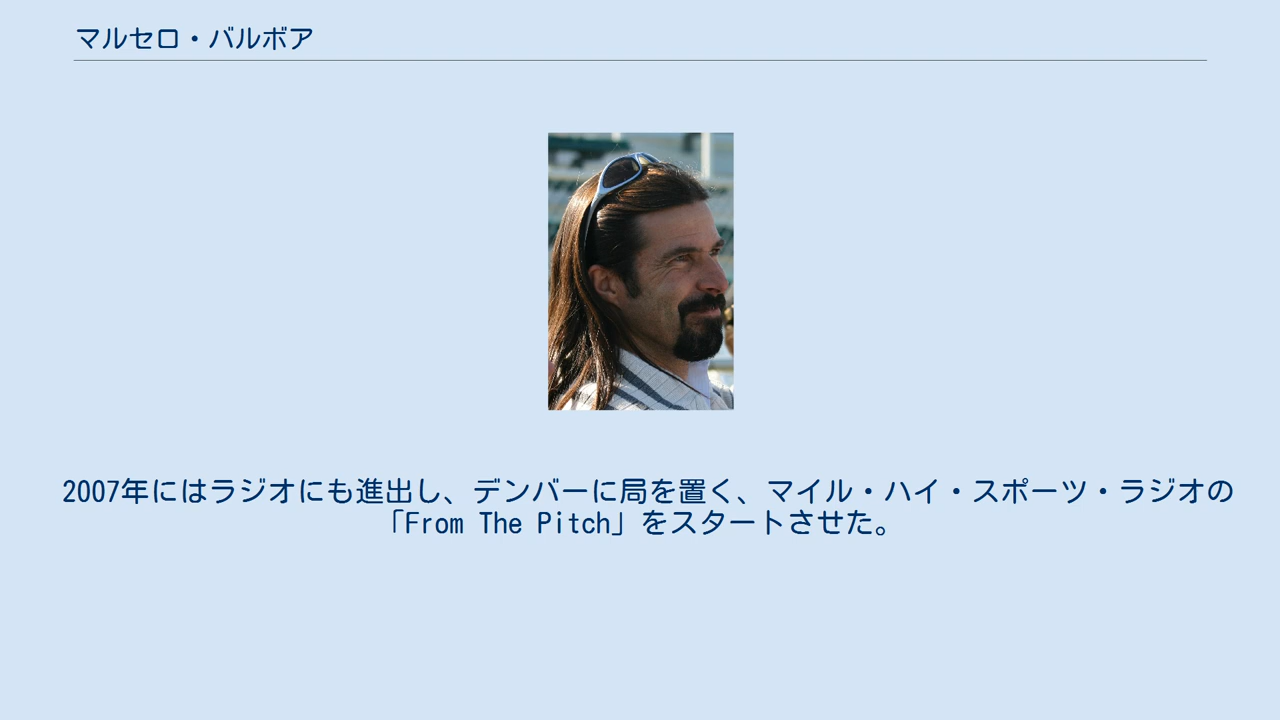 マルセロ・バルボア
2007年にはラジオにも進出し、デンバーに局を置く、マイル・ハイ・スポーツ・ラジオの
「From The Pitch」をスタートさせた。